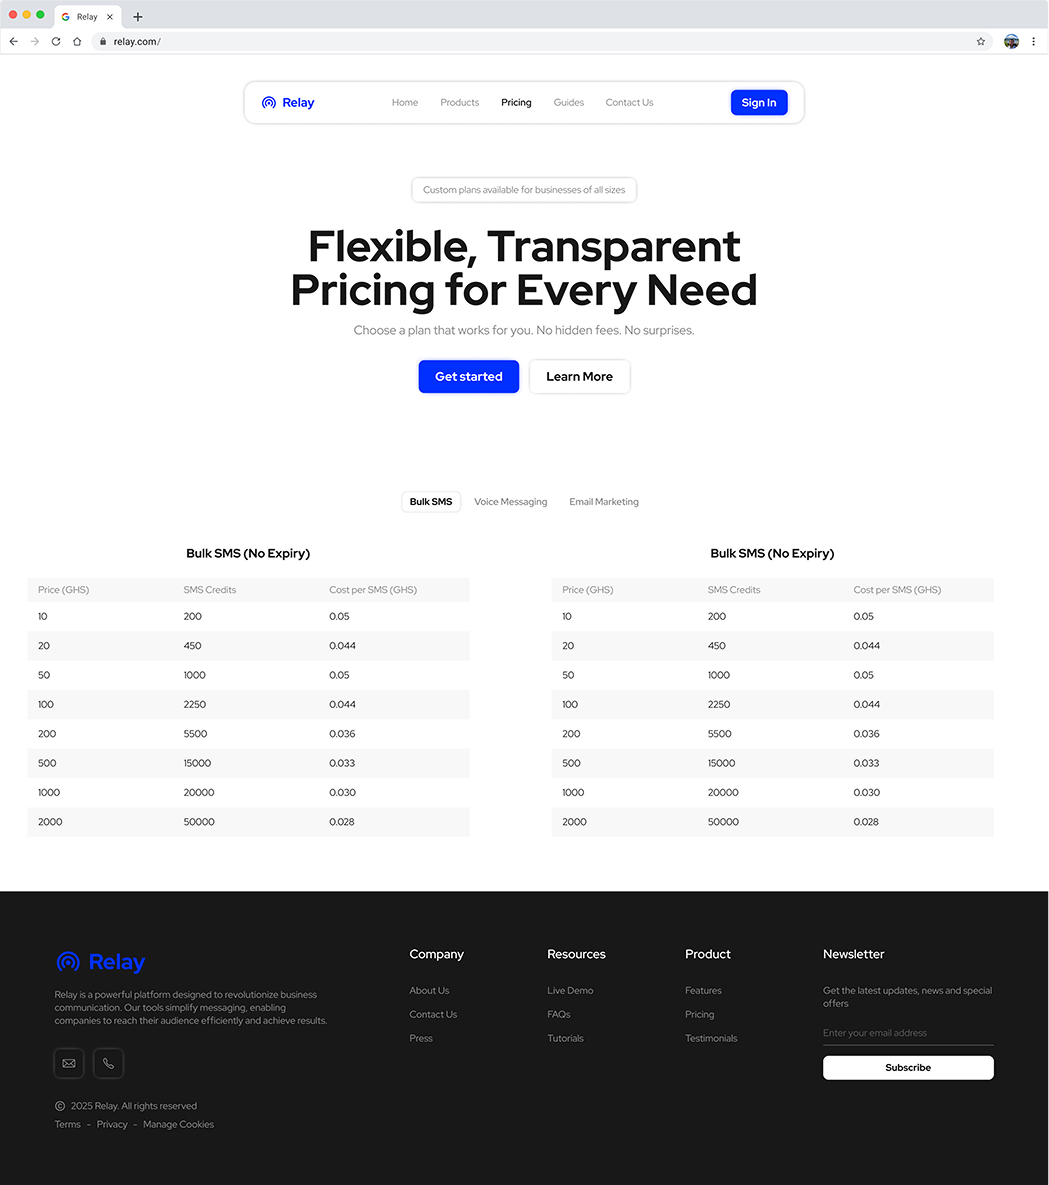 Relay
relay.com/
Relay
Home
Products
Pricing
Guides
Contact Us
Sign In
Custom plans available for businesses of all sizes
Flexible, Transparent
Pricing for Every Need
Choose a plan that works for you. No hidden fees. No surprises.
Get started
Learn More
Bulk SMS
Voice Messaging
Email Marketing
Bulk SMS (No Expiry)
Price (GHS) SMS Credits Cost per SMS (GHS)
10 200 0.05
20 450 0.044
50 1000 0.05
100 2250 0.044
200 5500 0.036
500 15000 0.033
1000 20000 0.030
2000 50000 0.028
Bulk SMS (No Expiry)
Price (GHS) SMS Credits Cost per SMS (GHS)
10 200 0.05
20 450 0.044
50 1000 0.05
100 2250 0.044
200 5500 0.036
500 15000 0.033
1000 20000 0.030
2000 50000 0.028
Relay
Relay is a powerful platform designed to revolutionize business
communication. Our tools simplify messaging, enabling
companies to reach their audience efficiently and achieve results.
© 2025 Relay. All rights reserved
Terms - Privacy - Manage Cookies
Company
About Us
Contact Us
Press
Resources
Live Demo
FAQs
Tutorials
Product
Features
Pricing
Testimonials
Newsletter
Get the latest updates, news and special
offers
Enter your email address
Subscribe